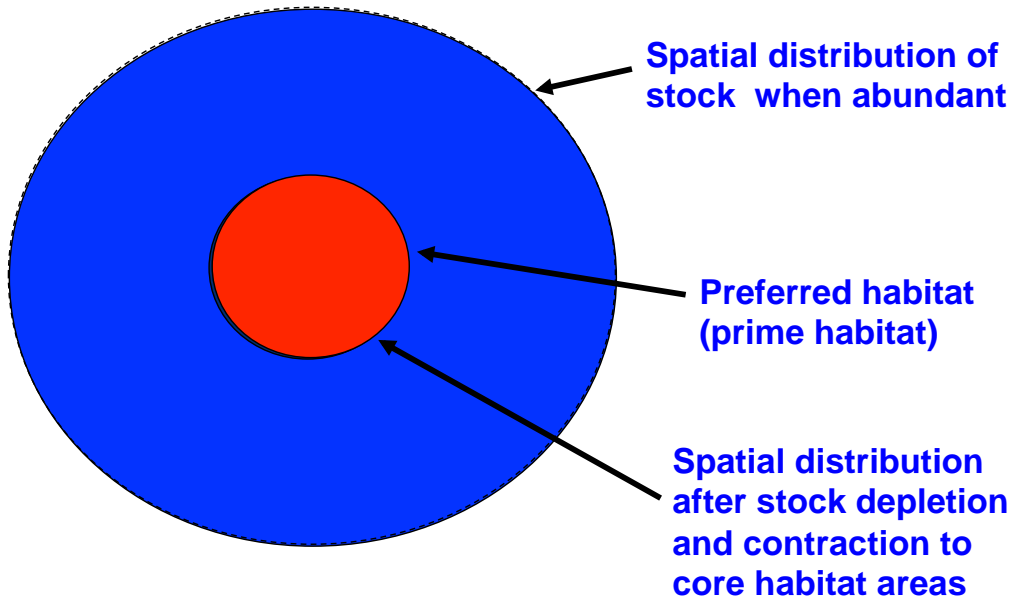 Spatial distribution of
stock when abundant
Preferred habitat
(prime habitat)
Spatial distribution
after stock depletion
and contraction to
core habitat areas